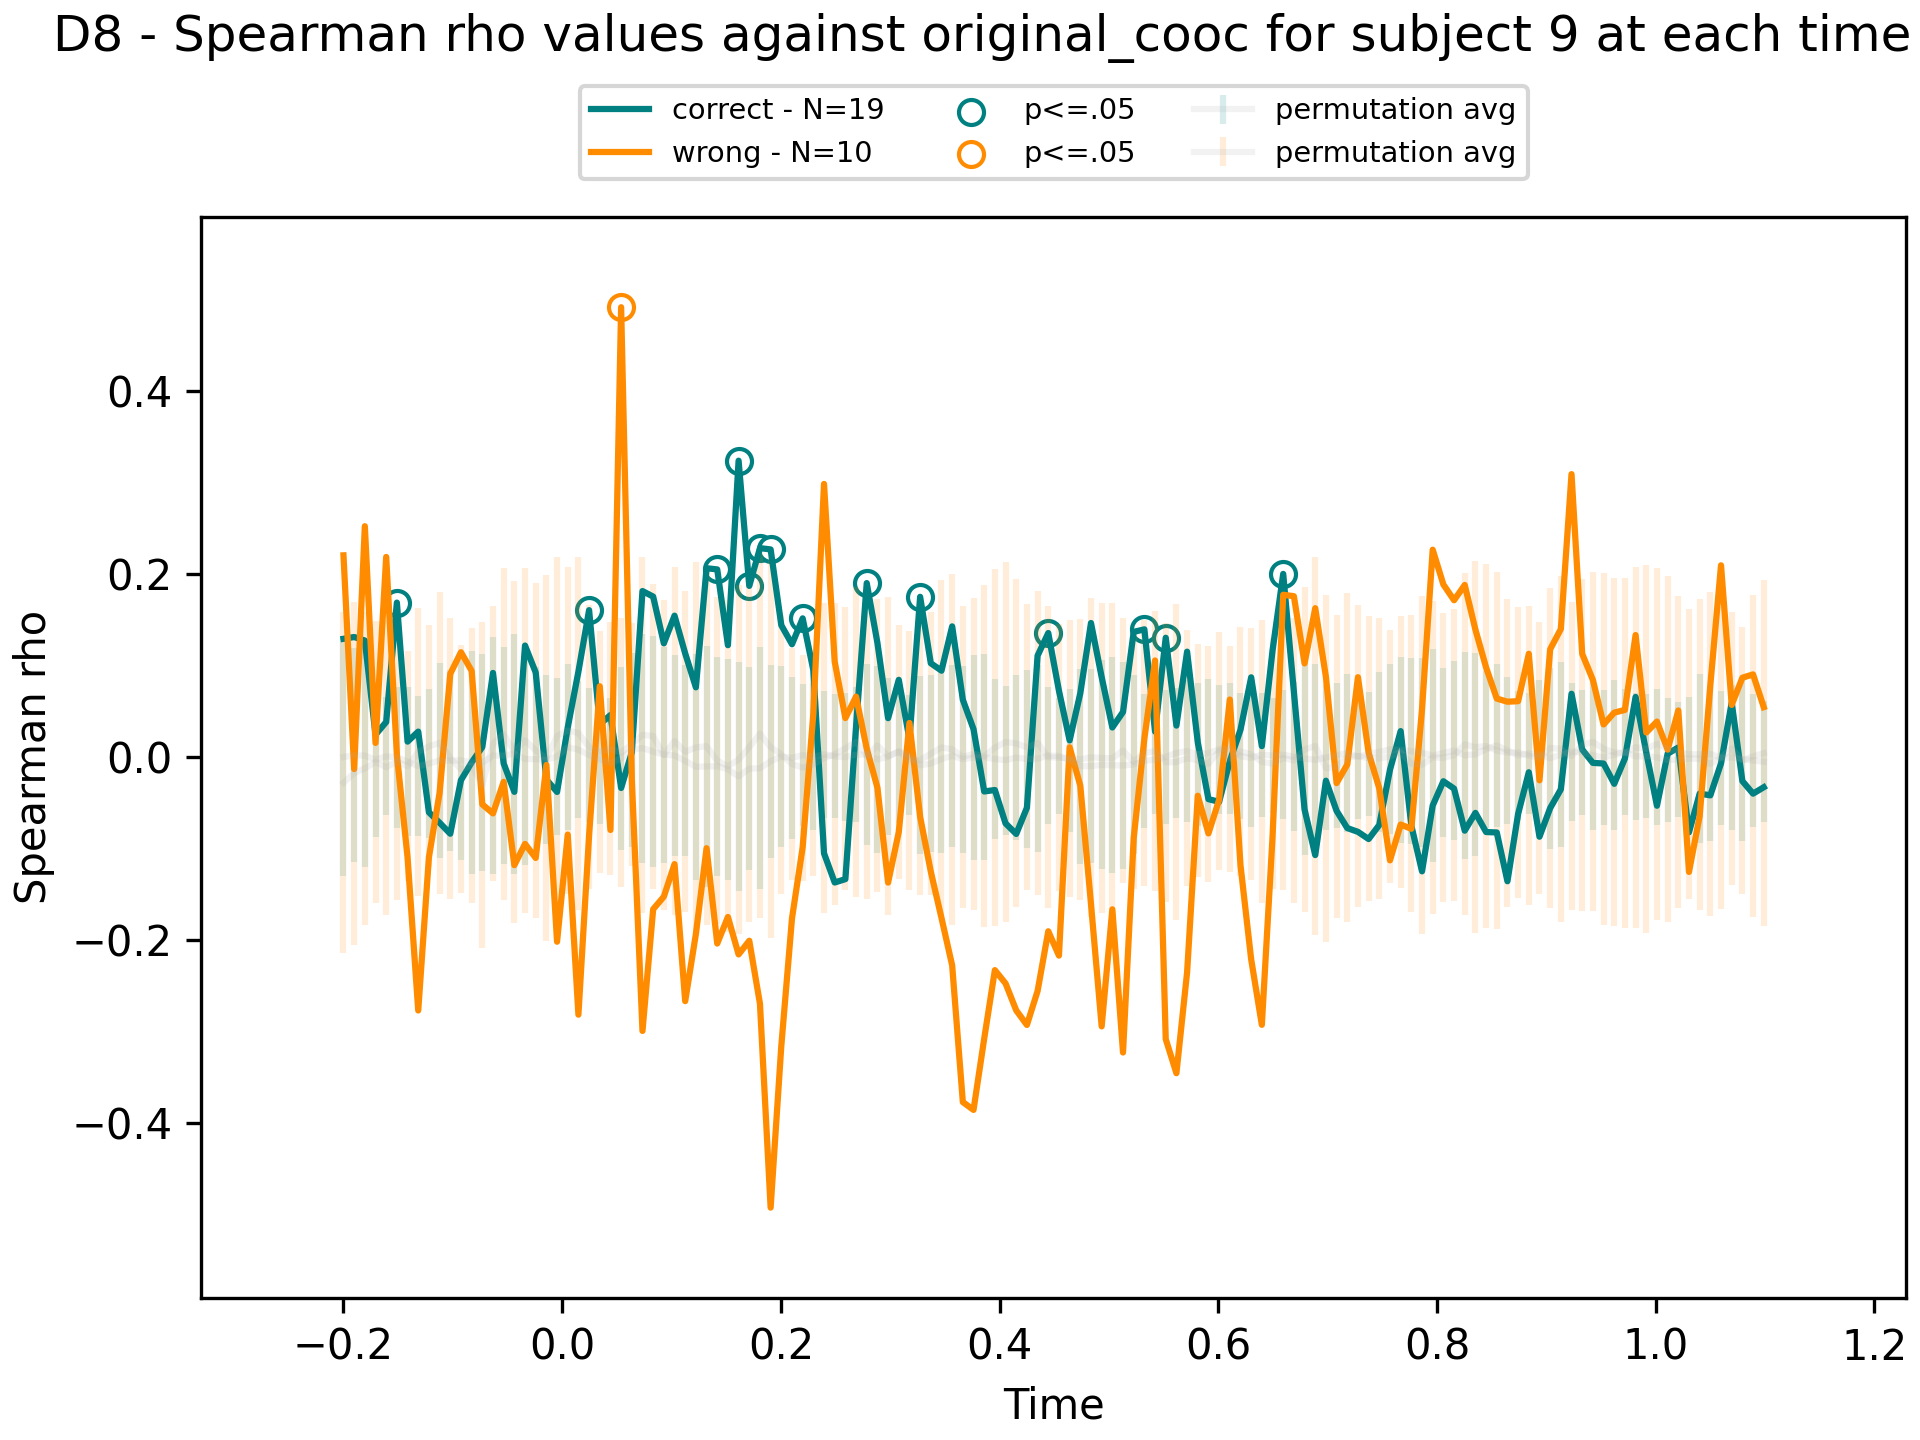 D8 - Spearman rho values against original_cooc for subject 9 at each time
correct - N=19
p<=.05
permutation avg
wrong - N=10
p<=.05
permutation avg
Spearman rho
0.4
0.2
0.0
−0.2
−0.4
−0.2
0.0
0.2
0.4
0.6
0.8
1.0
1.2
Time